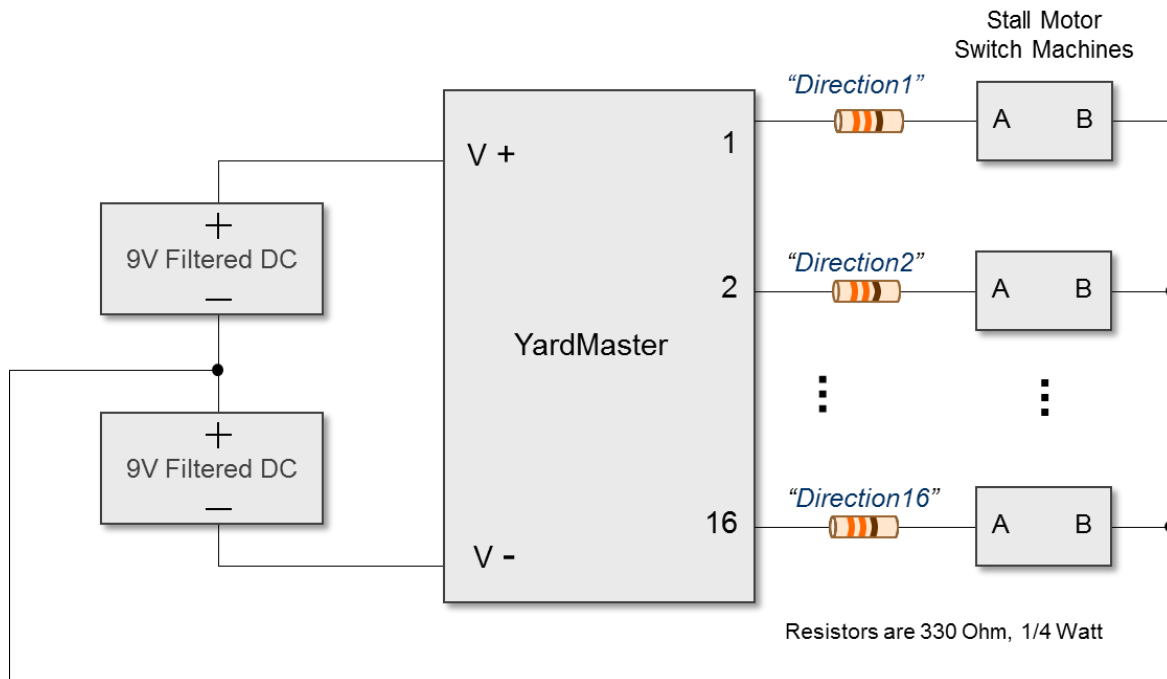 Stall Motor
Switch Machines
“Direction1”
1
A B
V +
+
9V Filtered DC
–
“Direction2”
2
A B
YardMaster
+
9V Filtered DC
–
“Direction16”
16
A B
V -
Resistors are 330 Ohm, 1/4 Watt